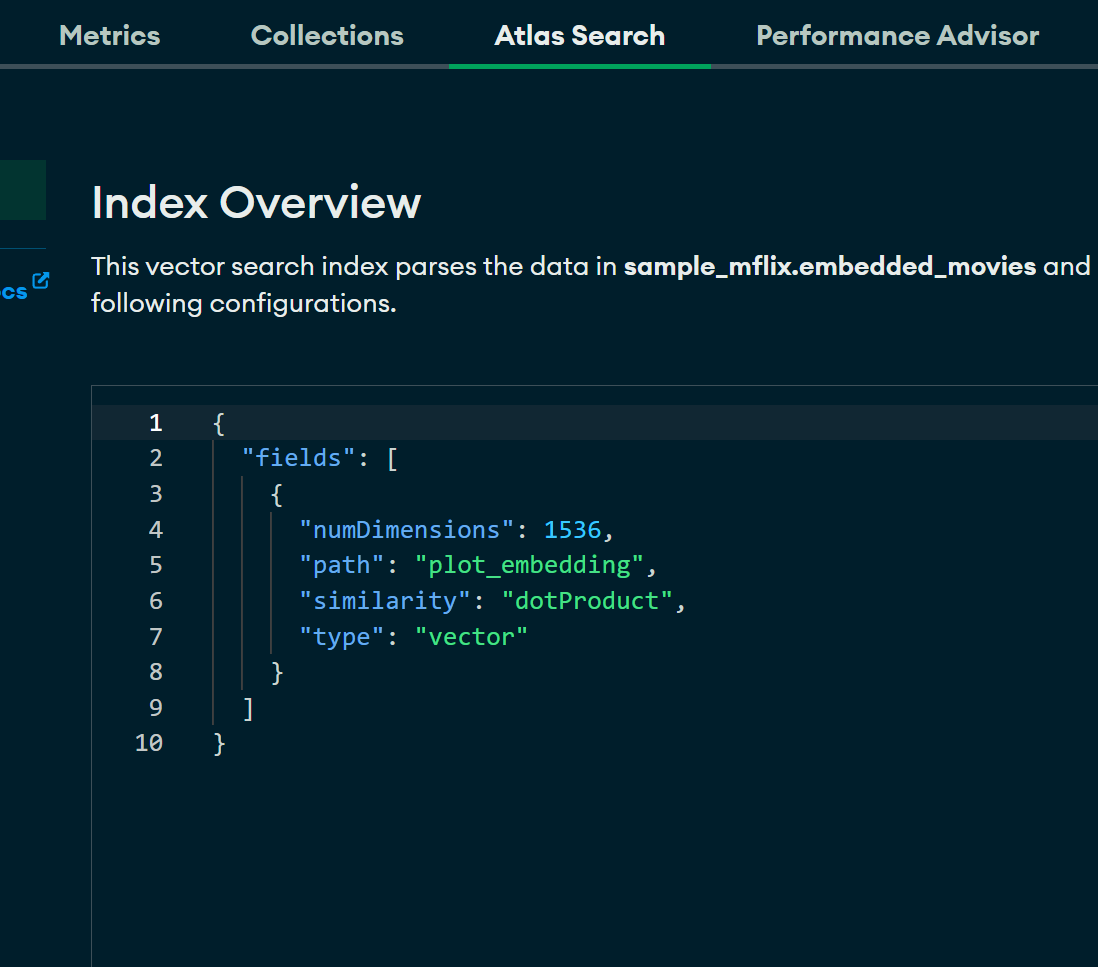 Metrics Collections Atlas Search Performance Advisor
Index Overview
This vector search index parses the data in sample_mflix.embedded_movies and
cs
following configurations.
1 {
2 "fields": [
3 {
4 "numDimensions": 1536,
5 "path": "plot_embedding",
6 "similarity": "dotProduct",
7 "type": "vector"
8 }
9 ]
10 }